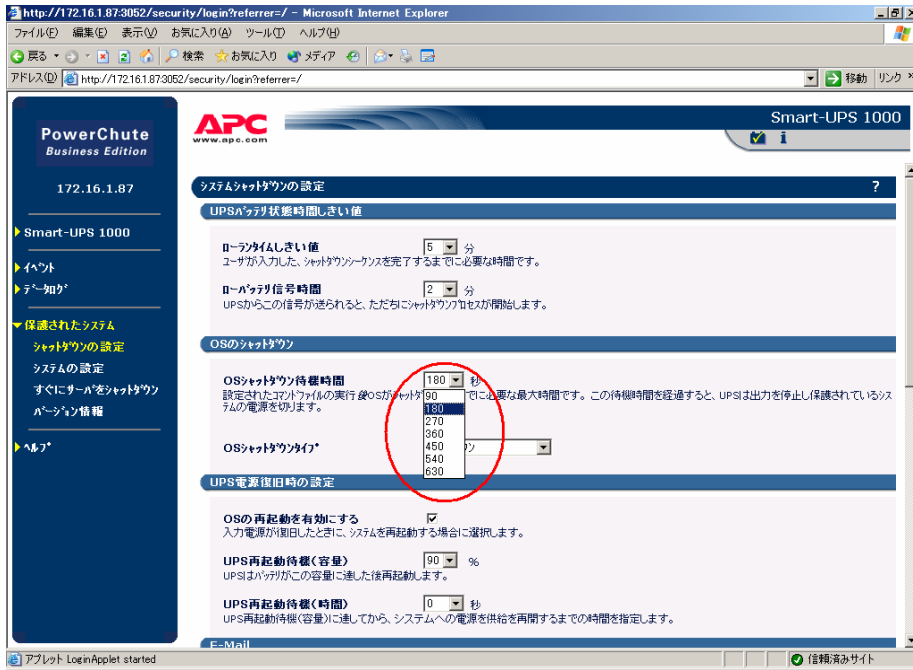 http://172.16.1.87:3052/security/login?referrer=/ - Microsoft Internet Explorer
ファイル(F) 編集(E) 表示(V) お気に入り(A) ツール(T) ヘルプ(H)
戻る 検索 お気に入り メディア
アドレス(D) http://172.16.1.87:3052/security/login?referrer=/ 移動 リンク »
PowerChute
Business Edition
172.16.1.87
Smart-UPS 1000
イベント
データログ
保護されたシステム
シャットダウンの設定
システムの設定
すぐにサーバをシャットダウン
バージョン情報
ヘルプ
APC
www.apc.com
Smart-UPS 1000
i
システムシャットダウンの設定 ?
UPSバッテリ状態時間しきい値
ローランタイムしきい値 5 分
ユーザが入力した、シャットダウンシーケンスを完了するまでに必要な時間です。
ローバッテリ信号時間 2 分
UPSからこの信号が送られると、ただちにシャットダウンプロセスが開始します。
OSのシャットダウン
OSシャットダウン待機時間 180 秒
設定されたコマンドファイルの実行 後OSがシャットダ でに必要な最大時間です。この待機時間を経過すると、UPSは出力を停止し保護されているシス
テムの電源を切ります。
90
180
270
360
450
540
630
OSシャットダウンタイプ ウン
UPS電源復旧時の設定
OSの再起動を有効にする
入力電源が復旧したときに、システムを再起動する場合に選択します。
UPS再起動待機(容量) 90 %
UPSはバッテリがこの容量に達した後再起動します。
UPS再起動待機(時間) 0 秒
UPS再起動待機(容量)に達してから、システムへの電源を供給を再開するまでの時間を指定します。
E-Mail
アプレット LoginApplet started 信頼済みサイト